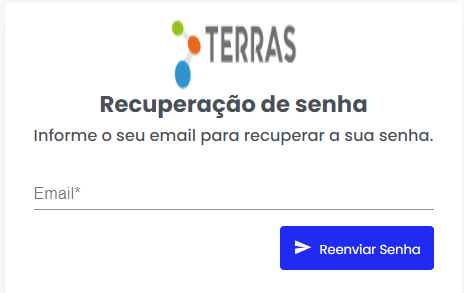 TERRAS
Recuperação de senha
Informe o seu email para recuperar a sua senha.
Email*
Reenviar Senha